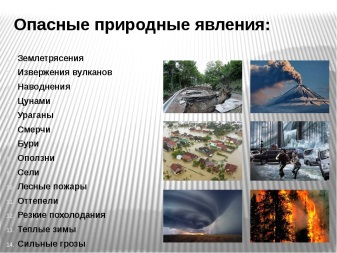 Опасные природные явления:
Землетрясения
Извержения вулканов
Наводнения
Цунами
Ураганы
Смерчи
Бури
Оползни
Сели
Лесные пожары
Оттепели
Резкие похолодания
Теплые зимы
Сильные грозы